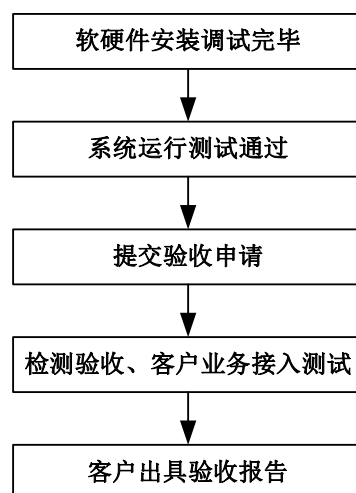 软硬件安装调试完毕
系统运行测试通过
提交验收申请
检测验收、客户业务接入测试
客户出具验收报告